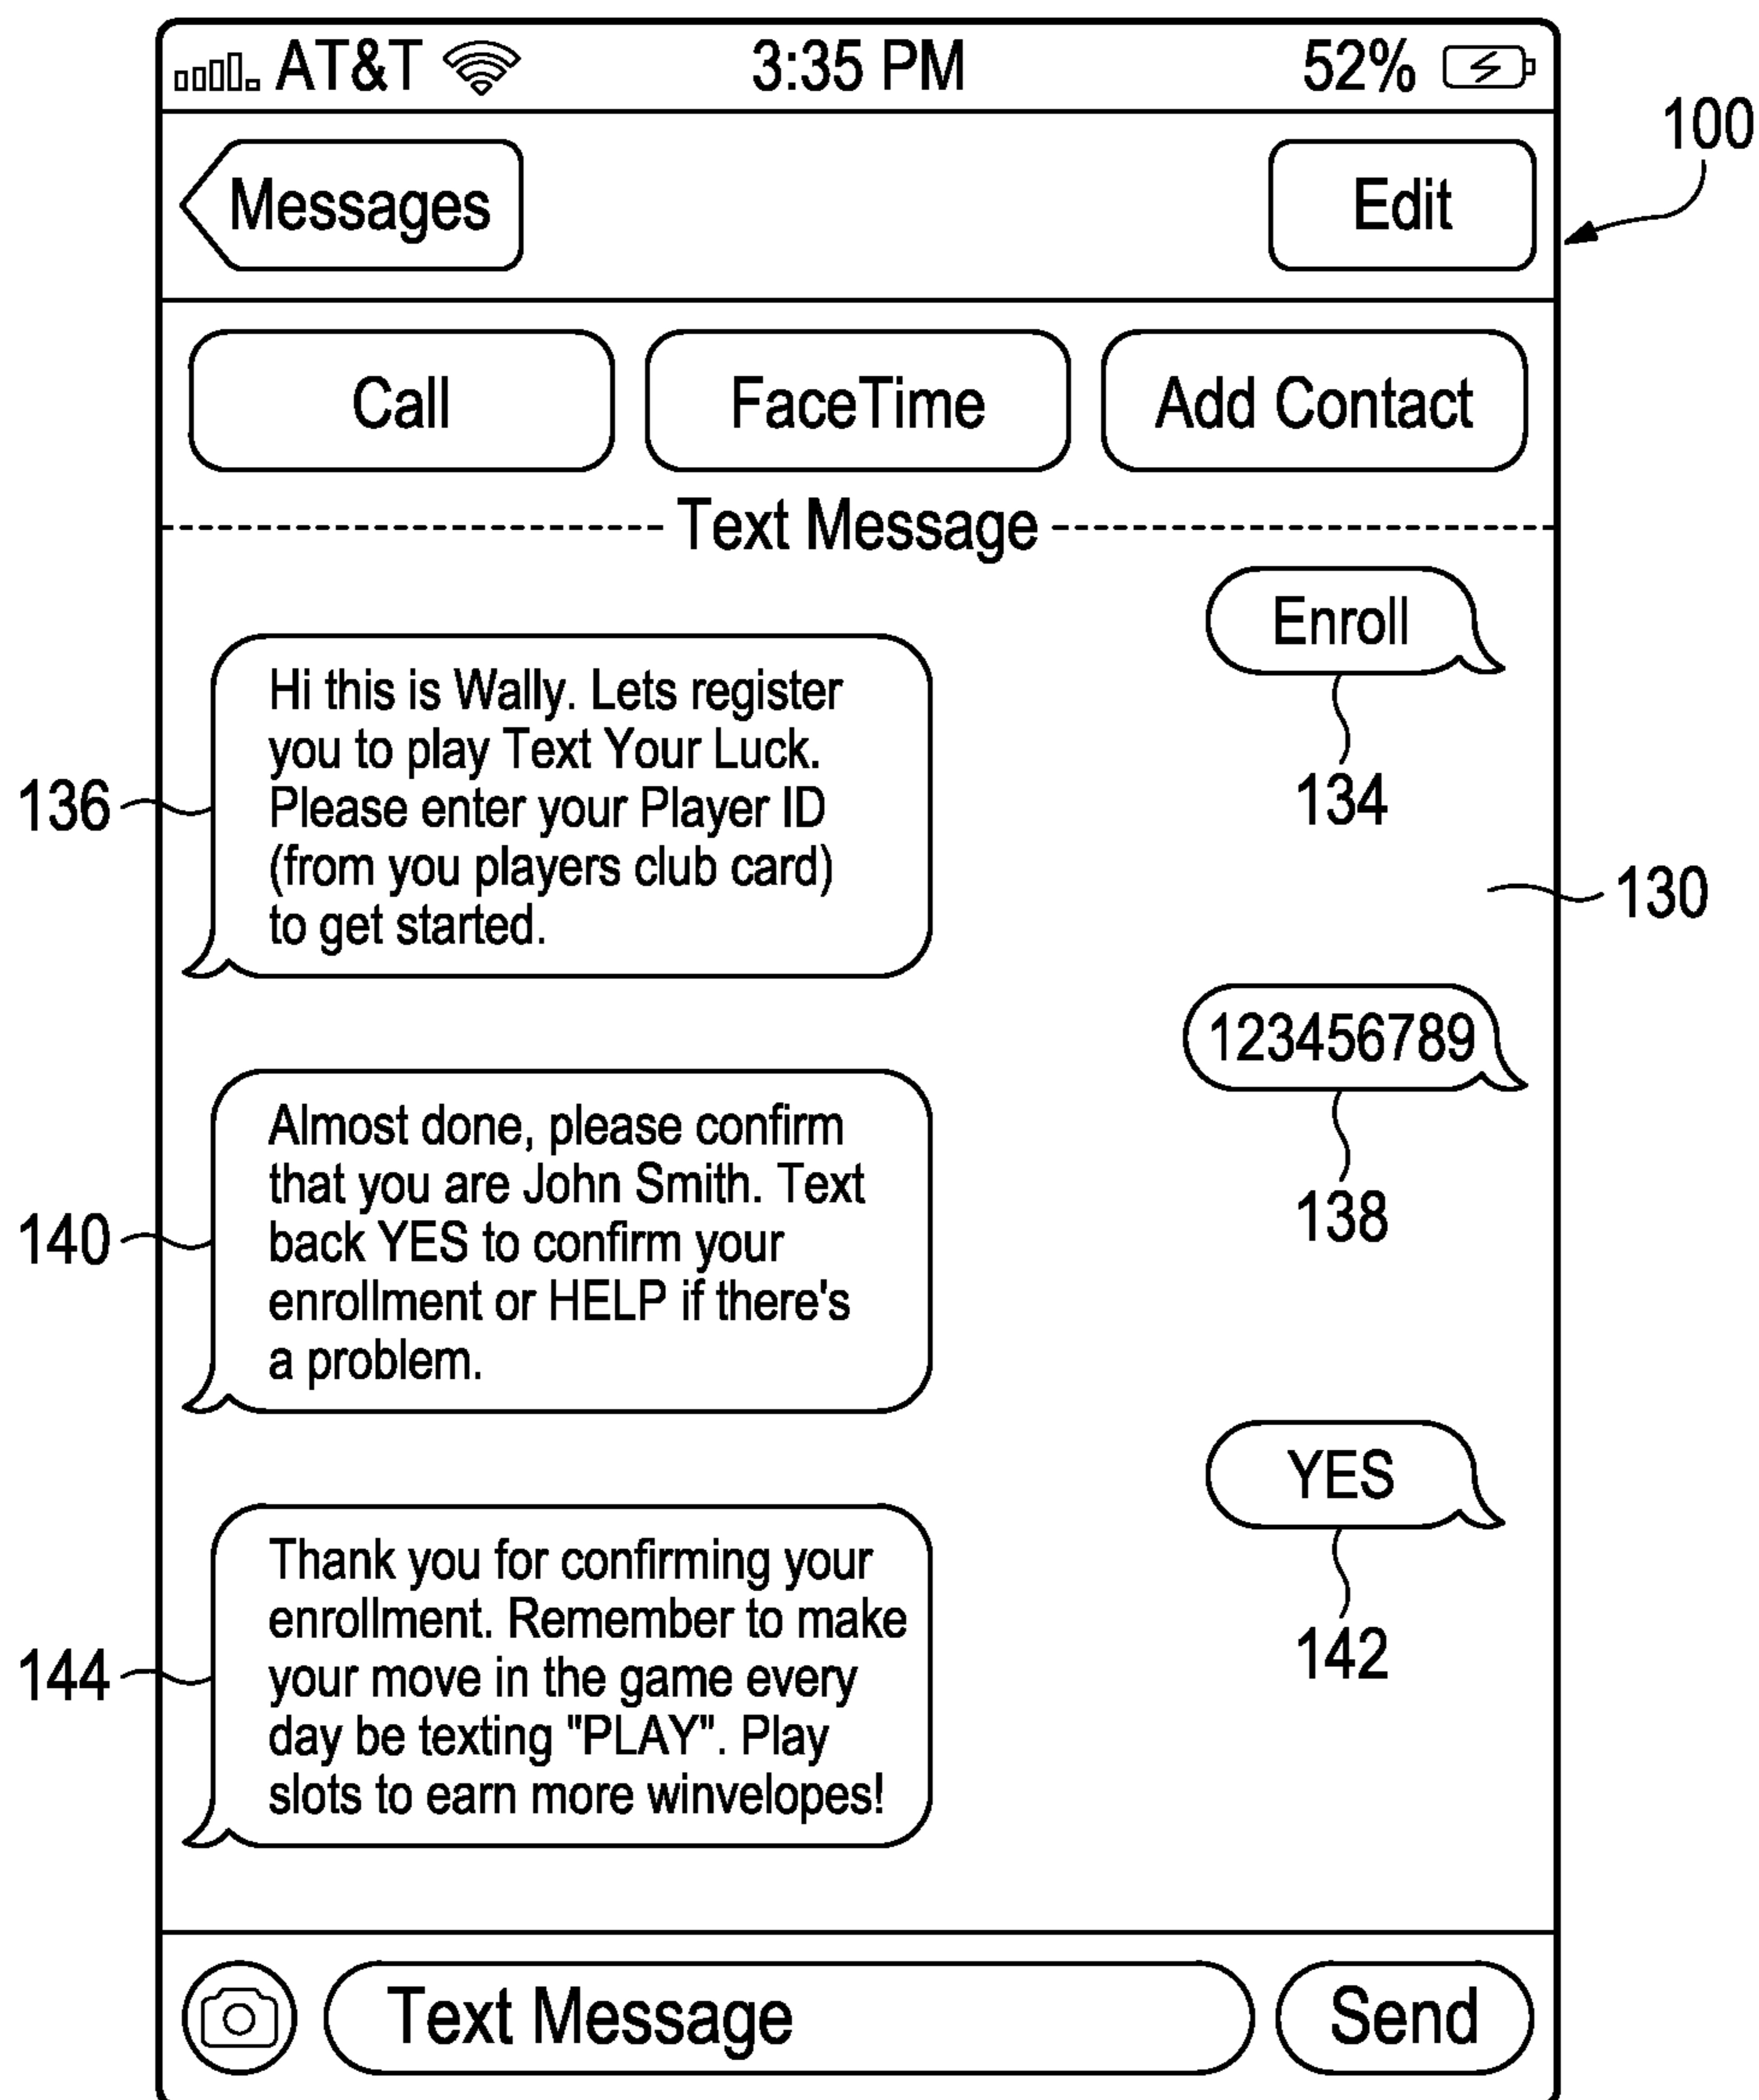 AT&T 3:35 PM 52%
100
Messages Edit
Call FaceTime Add Contact
Text Message
Enroll
134
Hi this is Wally. Lets register
you to play Text Your Luck.
Please enter your Player ID
(from you players club card)
to get started.
136
130
123456789
138
Almost done, please confirm
that you are John Smith. Text
back YES to confirm your
enrollment or HELP if there's
a problem.
140
YES
142
Thank you for confirming your
enrollment. Remember to make
your move in the game every
day be texting "PLAY". Play
slots to earn more winvelopes!
144
Text Message Send